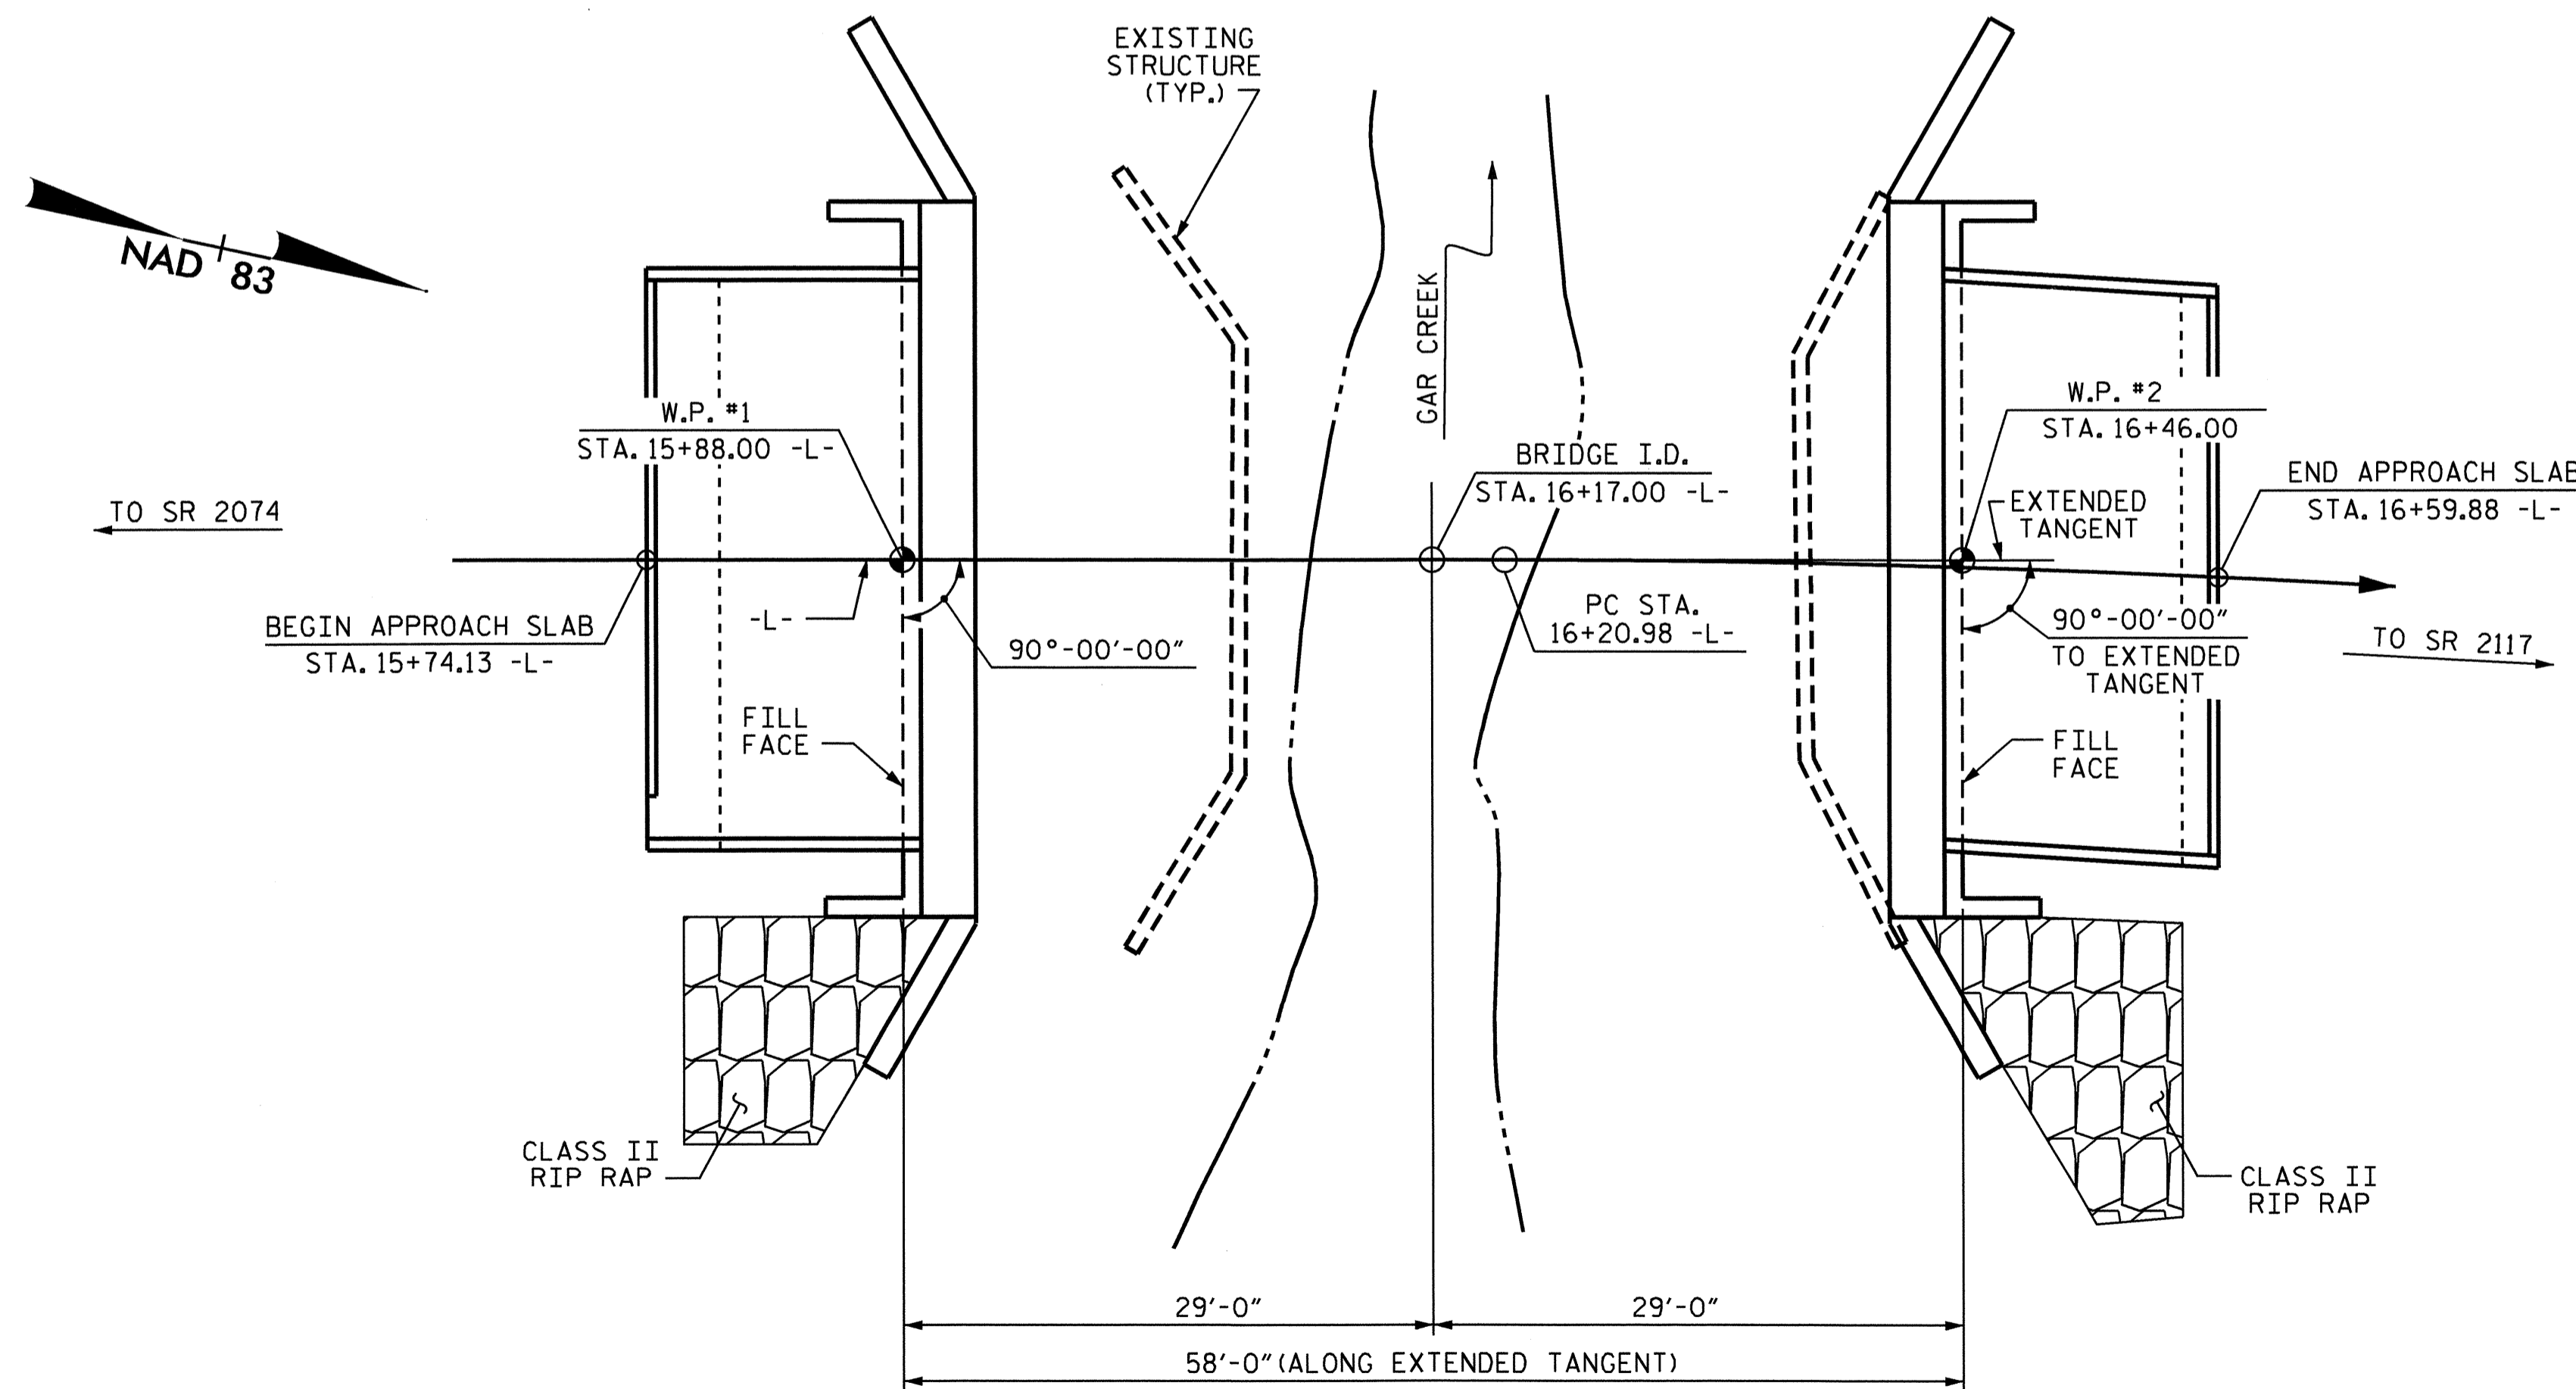 EXISTING
STRUCTURE
(TYP.)
NAD 83
GAR CREEK
W.P. #1
STA. 15+88.00 -L-
W.P. #2
STA. 16+46.00
BRIDGE I.D.
STA. 16+17.00 -L-
END APPROACH SLAB
STA. 16+59.88 -L-
EXTENDED
TANGENT
TO SR 2074
BEGIN APPROACH SLAB
STA. 15+74.13 -L-
-L-
90°-00'-00"
PC STA.
16+20.98 -L-
90°-00'-00"
TO EXTENDED
TANGENT
TO SR 2117
FILL
FACE
FILL
FACE
CLASS II
RIP RAP
CLASS II
RIP RAP
29'-0"
29'-0"
58'-0" (ALONG EXTENDED TANGENT)